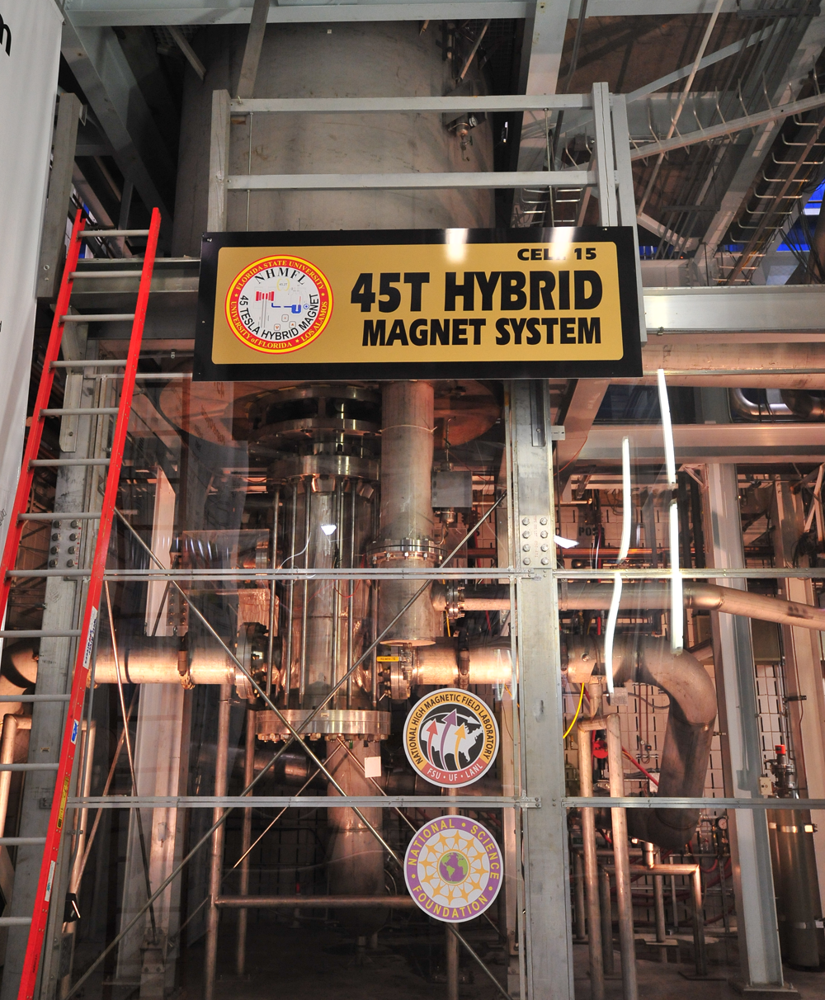 CELL 15
45T HYBRID
MAGNET SYSTEM
FLORIDA STATE UNIVERSITY
NHMFL
45 TESLA HYBRID MAGNET
UNIVERSITY of FLORIDA • LOS ALAMOS
NATIONAL HIGH MAGNETIC FIELD LABORATORY
FSU • UF • LANL
NATIONAL • SCIENCE
FOUNDATION